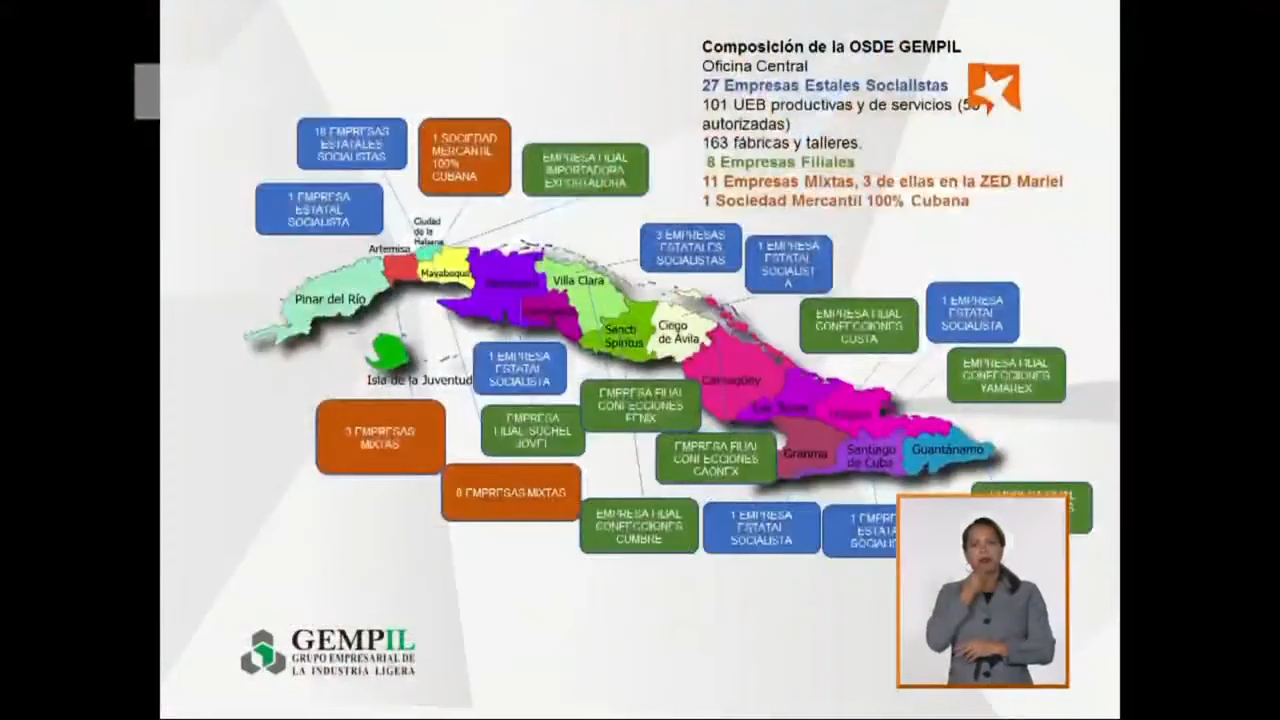 Composición de la OSDE GEMPIL
Oficina Central
27 Empresas Estales Socialistas
101 UEB productivas y de servicios
autorizadas)
163 fábricas y talleres.
8 Empresas Filiales
11 Empresas Mixtas, 3 de ellas en la ZED Mariel
1 Sociedad Mercantil 100% Cubana
18 EMPRESAS
ESTATALES
SOCIALISTAS
1 SOCIEDAD
MERCANTIL
100%
CUBANA
EMPRESA FILIAL
IMPORTADORA
EXPORTADORA
1 EMPRESA
ESTATAL
SOCIALISTA
Ciudad
de la
Habana
Artemisa
Mayabeque
Pinar del Río
Isla de la Juventud
Villa Clara
Sancti
Spíritus
Ciego
de Ávila
Camagüey
Las Tunas
Holguín
Granma
Santiago
de Cuba
Guantánamo
3 EMPRESAS
ESTATALES
SOCIALISTAS
1 EMPRESA
ESTATAL
SOCIALIST
A
EMPRESA FILIAL
CONFECCIONES
1 EMPRESA
ESTATAL
SOCIALISTA
EMPRESA FILIAL
CONFECCIONES
YAMAREX
1 EMPRESA
ESTATAL
SOCIALISTA
EMPRESA FILIAL
CONFECCIONES
FENIX
EMPRESA
FILIAL SUCHEL
JOVEL
3 EMPRESAS
MIXTAS
EMPRESA FILIAL
CONFECCIONES
CAONEX
8 EMPRESAS MIXTAS
EMPRESA FILIAL
CONFECCIONES
CUMBRE
1 EMPRESA
ESTATAL
SOCIALISTA
GEMPIL
GRUPO EMPRESARIAL DE
LA INDUSTRIA LIGERA